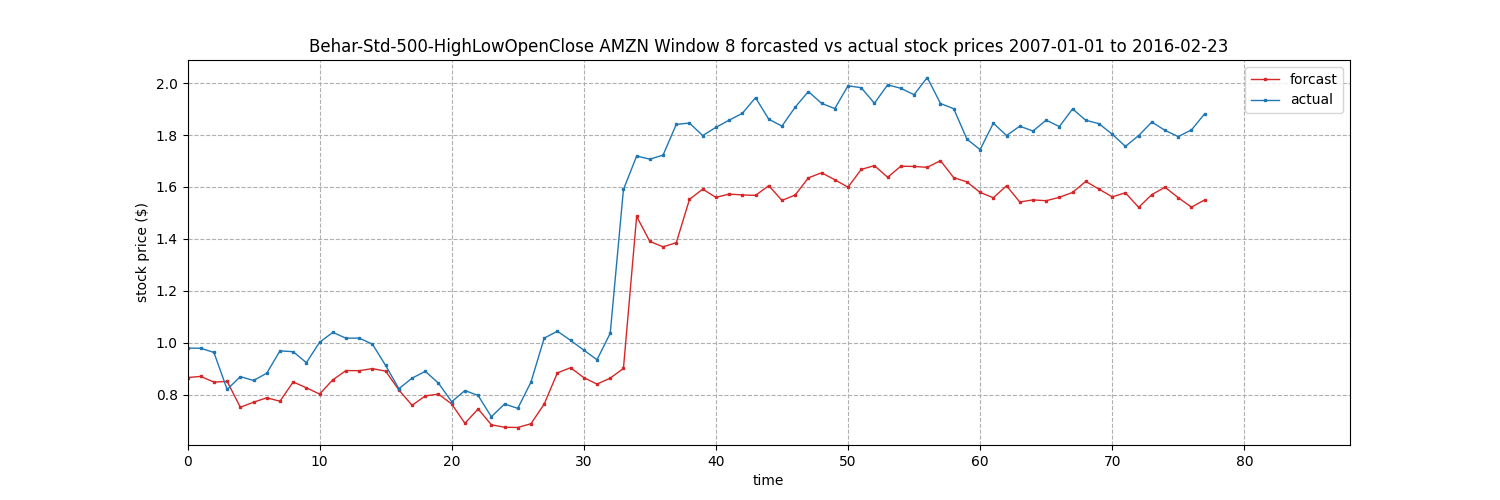 Behar-Std-500-HighLowOpenClose AMZN Window 8 forcasted vs actual stock prices 2007-01-01 to 2016-02-23
forcast
actual
stock price ($)
2.0
1.8
1.6
1.4
1.2
1.0
0.8
0 10 20 30 40 50 60 70 80
time